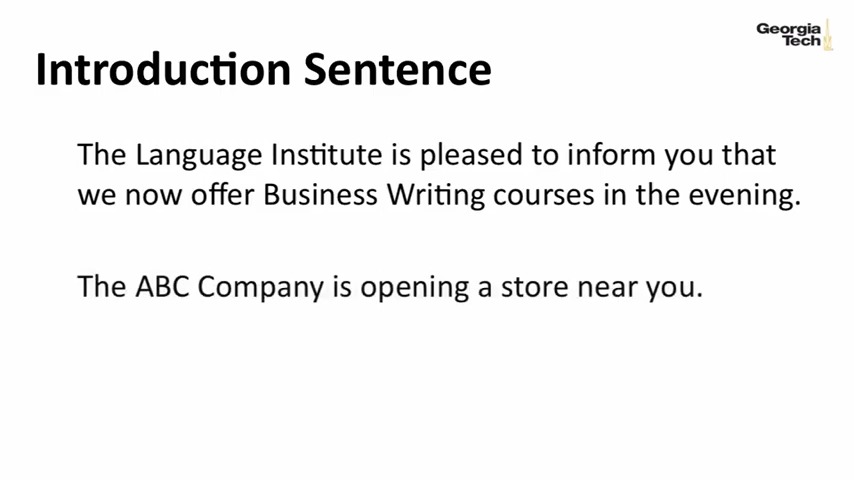 Georgia
Tech
Introduction Sentence
The Language Institute is pleased to inform you that
we now offer Business Writing courses in the evening.
The ABC Company is opening a store near you.